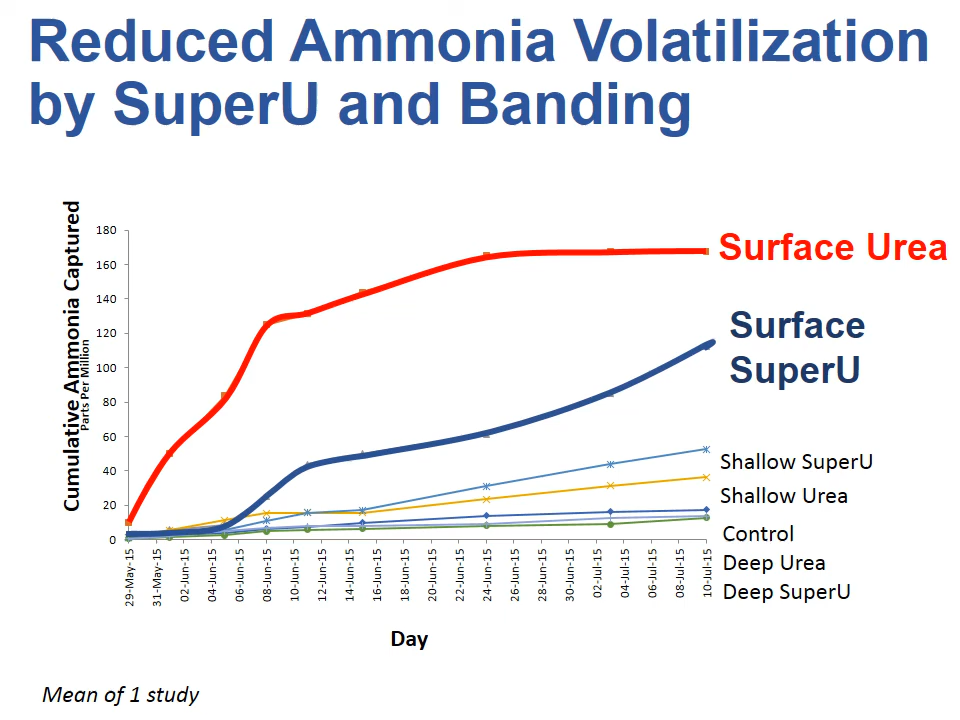 Reduced Ammonia Volatilization
by SuperU and Banding
Cumulative Ammonia Captured
Parts Per Million
180
160
140
120
100
80
60
40
20
0
Surface Urea
Surface
SuperU
Shallow SuperU
Shallow Urea
Control
Deep Urea
Deep SuperU
29-May-15
31-May-15
02-Jun-15
04-Jun-15
06-Jun-15
08-Jun-15
10-Jun-15
12-Jun-15
14-Jun-15
16-Jun-15
18-Jun-15
20-Jun-15
22-Jun-15
24-Jun-15
26-Jun-15
28-Jun-15
30-Jun-15
02-Jul-15
04-Jul-15
06-Jul-15
08-Jul-15
10-Jul-15
Day
Mean of 1 study